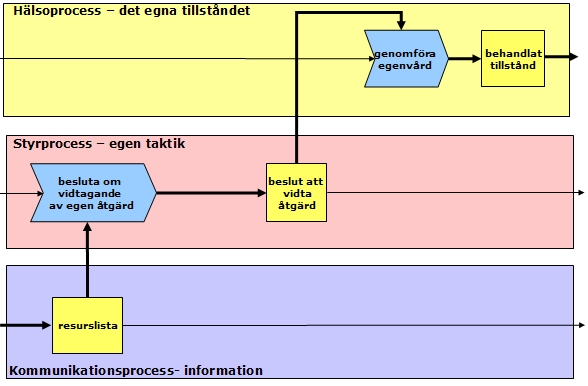 Hälsoprocess – det egna tillståndet
genomföra
egenvård
behandlat
tillstånd
Styrprocess – egen taktik
besluta om
vidtagande
av egen åtgärd
beslut att
vidta
åtgärd
resurslista
Kommunikationsprocess- information